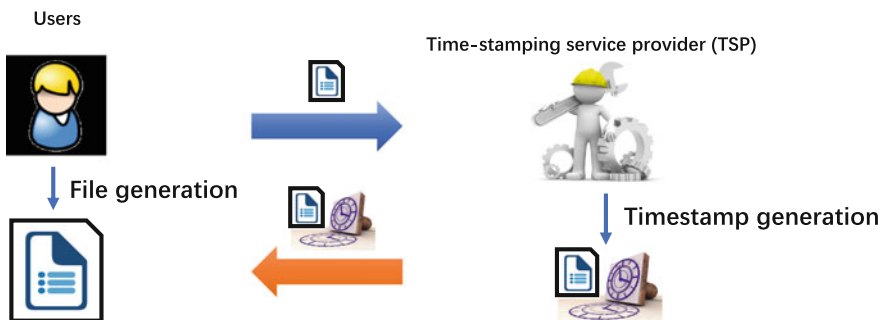 Users
Time-stamping service provider (TSP)
File generation
Timestamp generation